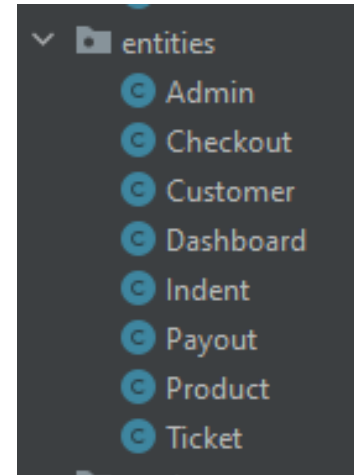 entities
C Admin
C Checkout
C Customer
C Dashboard
C Indent
C Payout
C Product
C Ticket